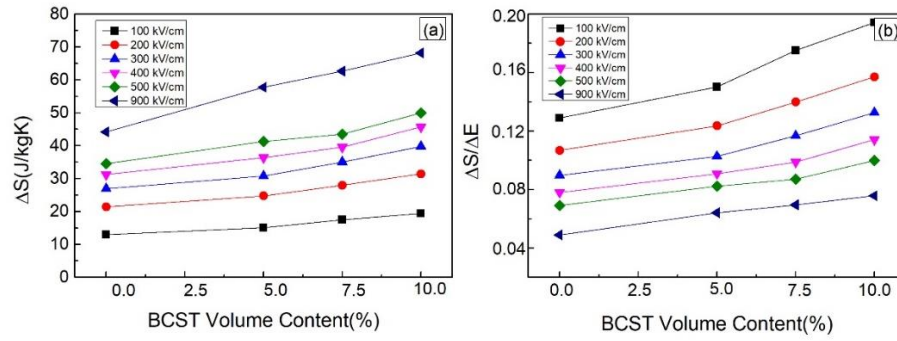 (a)
100 kV/cm
200 kV/cm
300 kV/cm
400 kV/cm
500 kV/cm
900 kV/cm
80
70
60
50
40
30
20
10
0
ΔS(J/kgK)
0.0 5.0 7.5 10.0
BCST Volume Content(%)
(b)
100 kV/cm
200 kV/cm
300 kV/cm
400 kV/cm
500 kV/cm
900 kV/cm
0.20
0.16
0.12
0.08
0.04
ΔS/ΔE
0.0 5.0 7.5 10.0
BCST Volume Content(%)